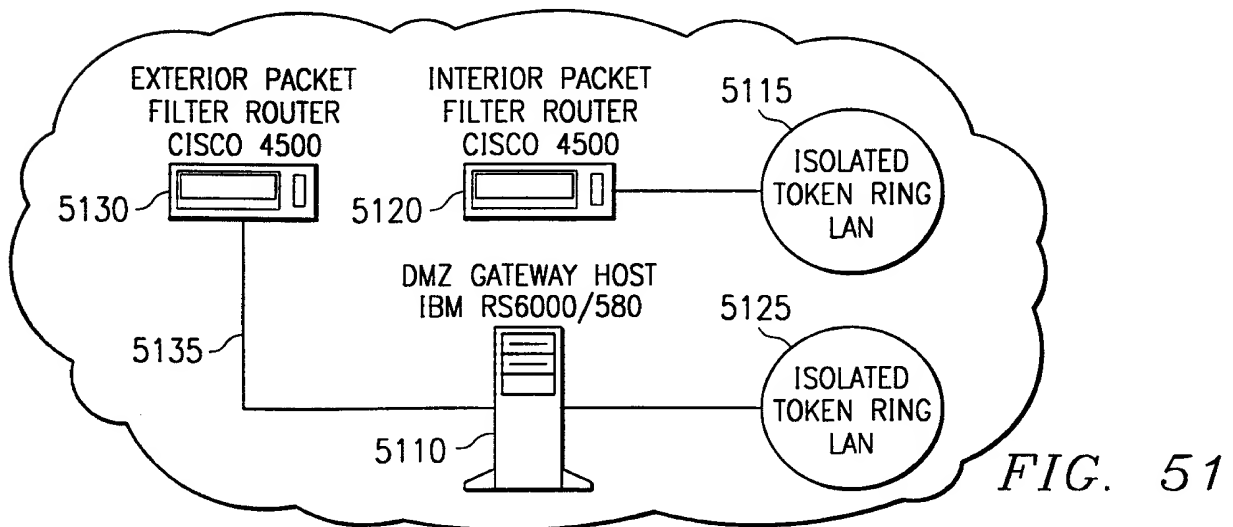 EXTERIOR PACKET
FILTER ROUTER
CISCO 4500
5130
INTERIOR PACKET
FILTER ROUTER
CISCO 4500
5120
5115
ISOLATED
TOKEN RING
LAN
DMZ GATEWAY HOST
IBM RS6000/580
5135
5110
5125
ISOLATED
TOKEN RING
LAN
FIG. 51